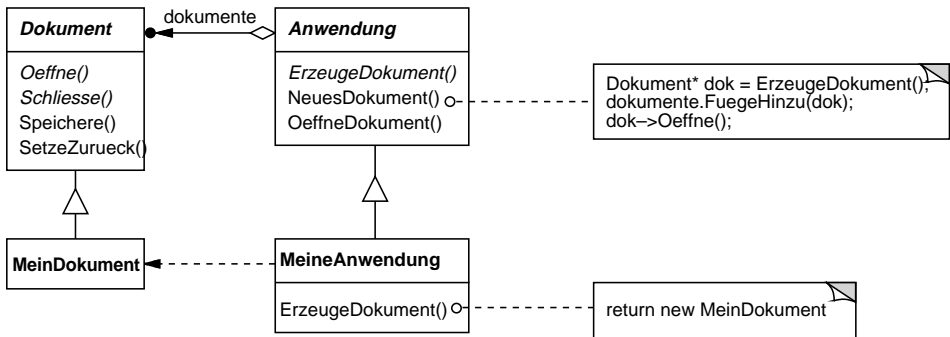 dokumente
Dokument
Oeffne()
Schliesse()
Speichere()
SetzeZurueck()
Anwendung
ErzeugeDokument()
NeuesDokument()
OeffneDokument()
Dokument* dok = ErzeugeDokument();
dokumente.FuegeHinzu(dok);
dok–>Oeffne();
MeinDokument
MeineAnwendung
ErzeugeDokument()
return new MeinDokument